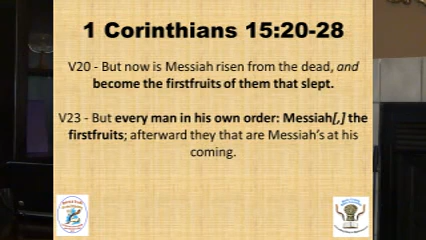 1 Corinthians 15:20-28
V20 - But now is Messiah risen from the dead, and
become the firstfruits of them that slept.
V23 - But every man in his own order: Messiah[,] the
firstfruits; afterward they that are Messiah's at his
coming.